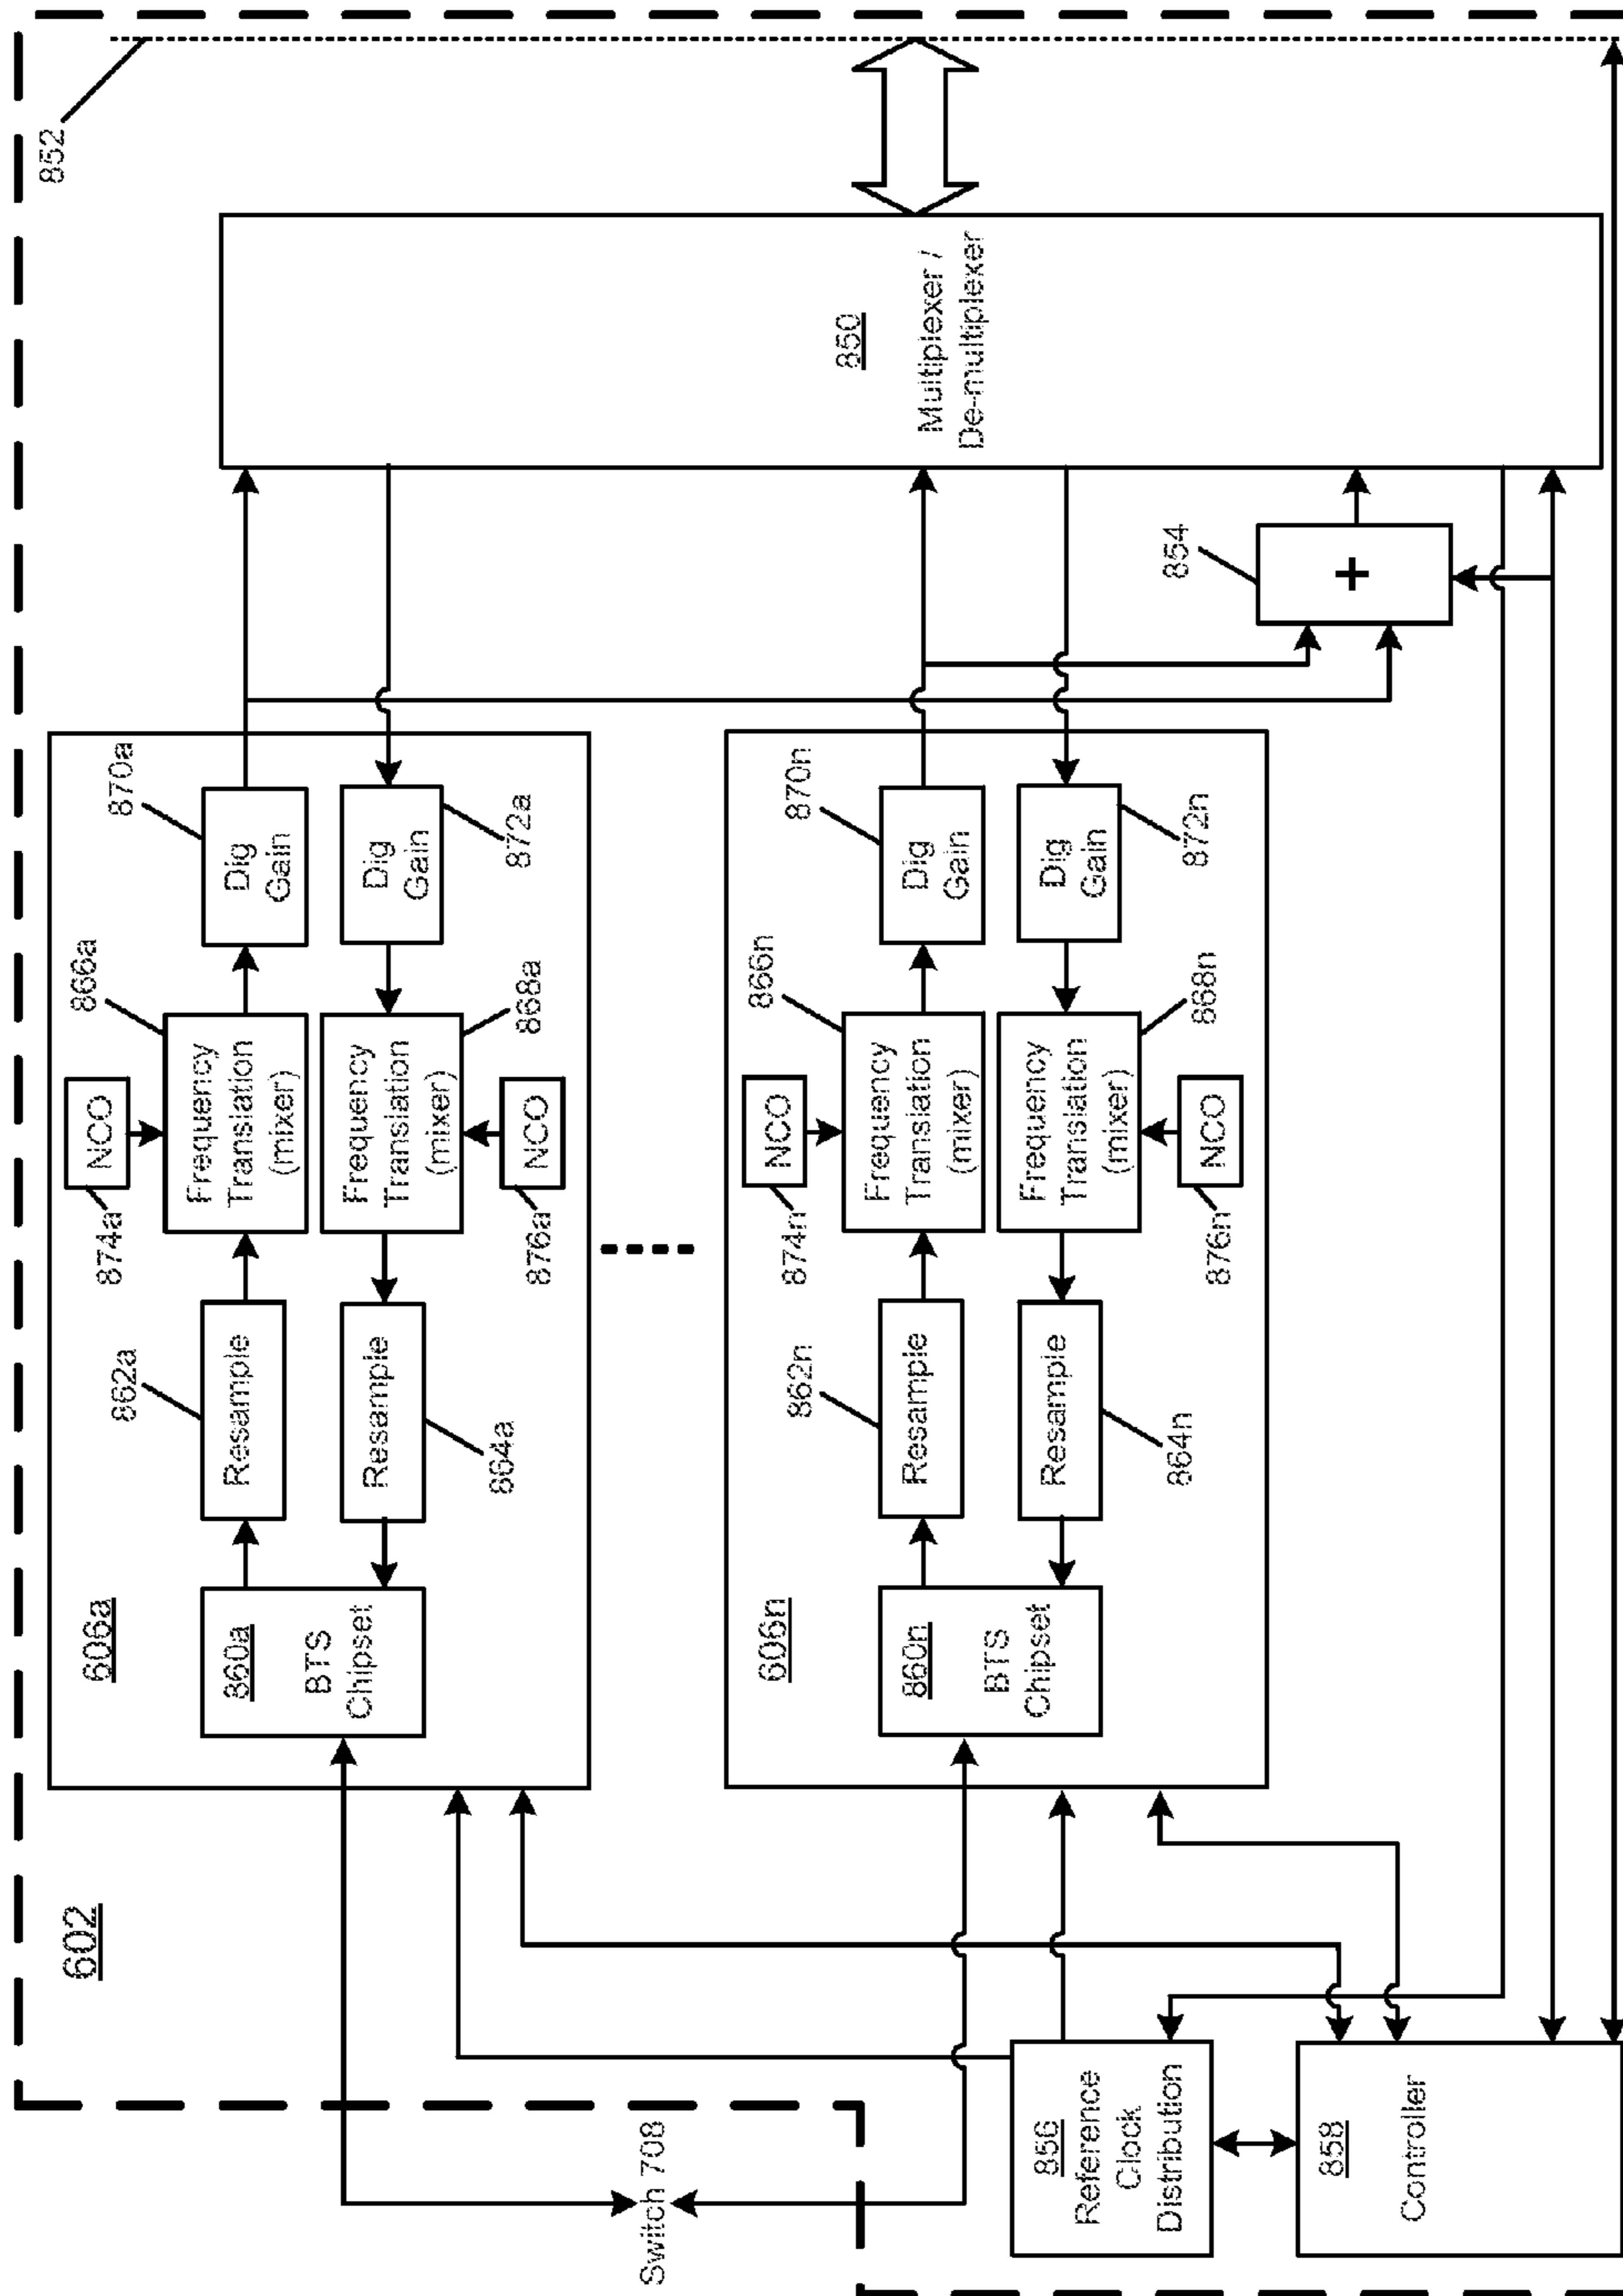 602
606a
860a
BTS
Chipset
862a
Resample
864a
Resample
874a
NCO
866a
Frequency
Translation
(mixer)
868a
Frequency
Translation
(mixer)
876a
NCO
870a
Dig
Gain
872a
Dig
Gain
852
Switch 708
606n
860n
BTS
Chipset
862n
Resample
864n
Resample
874n
NCO
866n
Frequency
Translation
(mixer)
868n
Frequency
Translation
(mixer)
876n
NCO
870n
Dig
Gain
872n
Dig
Gain
850
Multiplexer /
De-multiplexer
856
Reference
Clock
Distribution
854
+
858
Controller